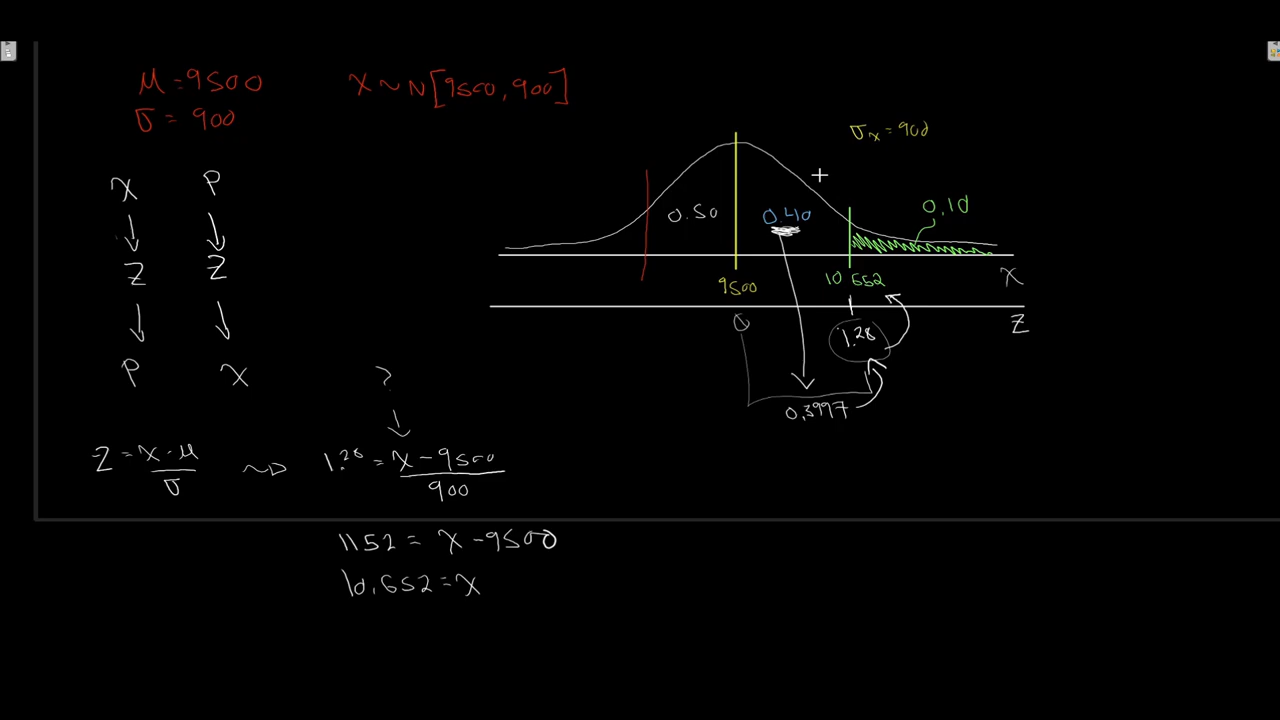 μ = 9500
X ~ N[9500, 900]
σ = 900
σx = 900
X P
0.50 0.40 0.10
Z Z
9500 10 652 X
0 1.28 Z
P X ?
0.3997
Z = X - μ / σ ~> 1.28 = X - 9500 / 900
1152 = X - 9500
10,652 = X